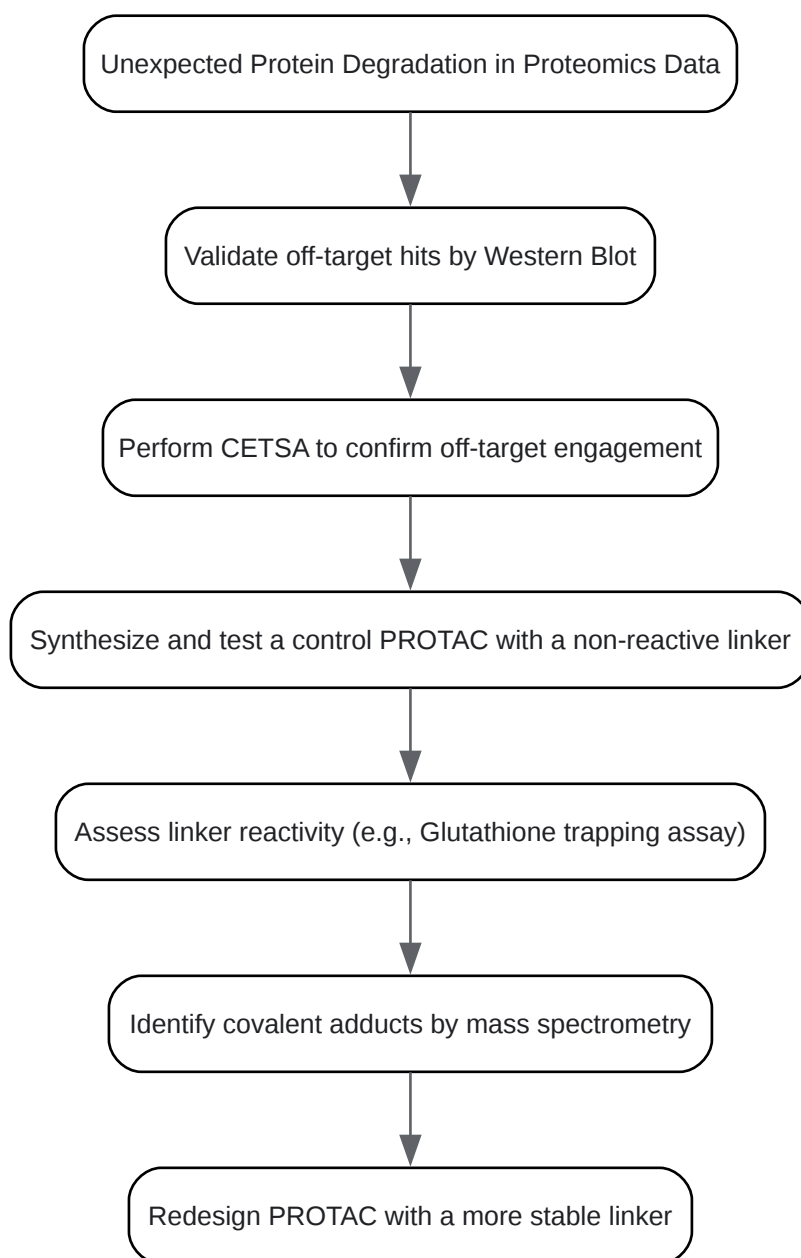 Unexpected Protein Degradation in Proteomics Data
Validate off-target hits by Western Blot
Perform CETSA to confirm off-target engagement
Synthesize and test a control PROTAC with a non-reactive linker
Assess linker reactivity (e.g., Glutathione trapping assay)
Identify covalent adducts by mass spectrometry
Redesign PROTAC with a more stable linker